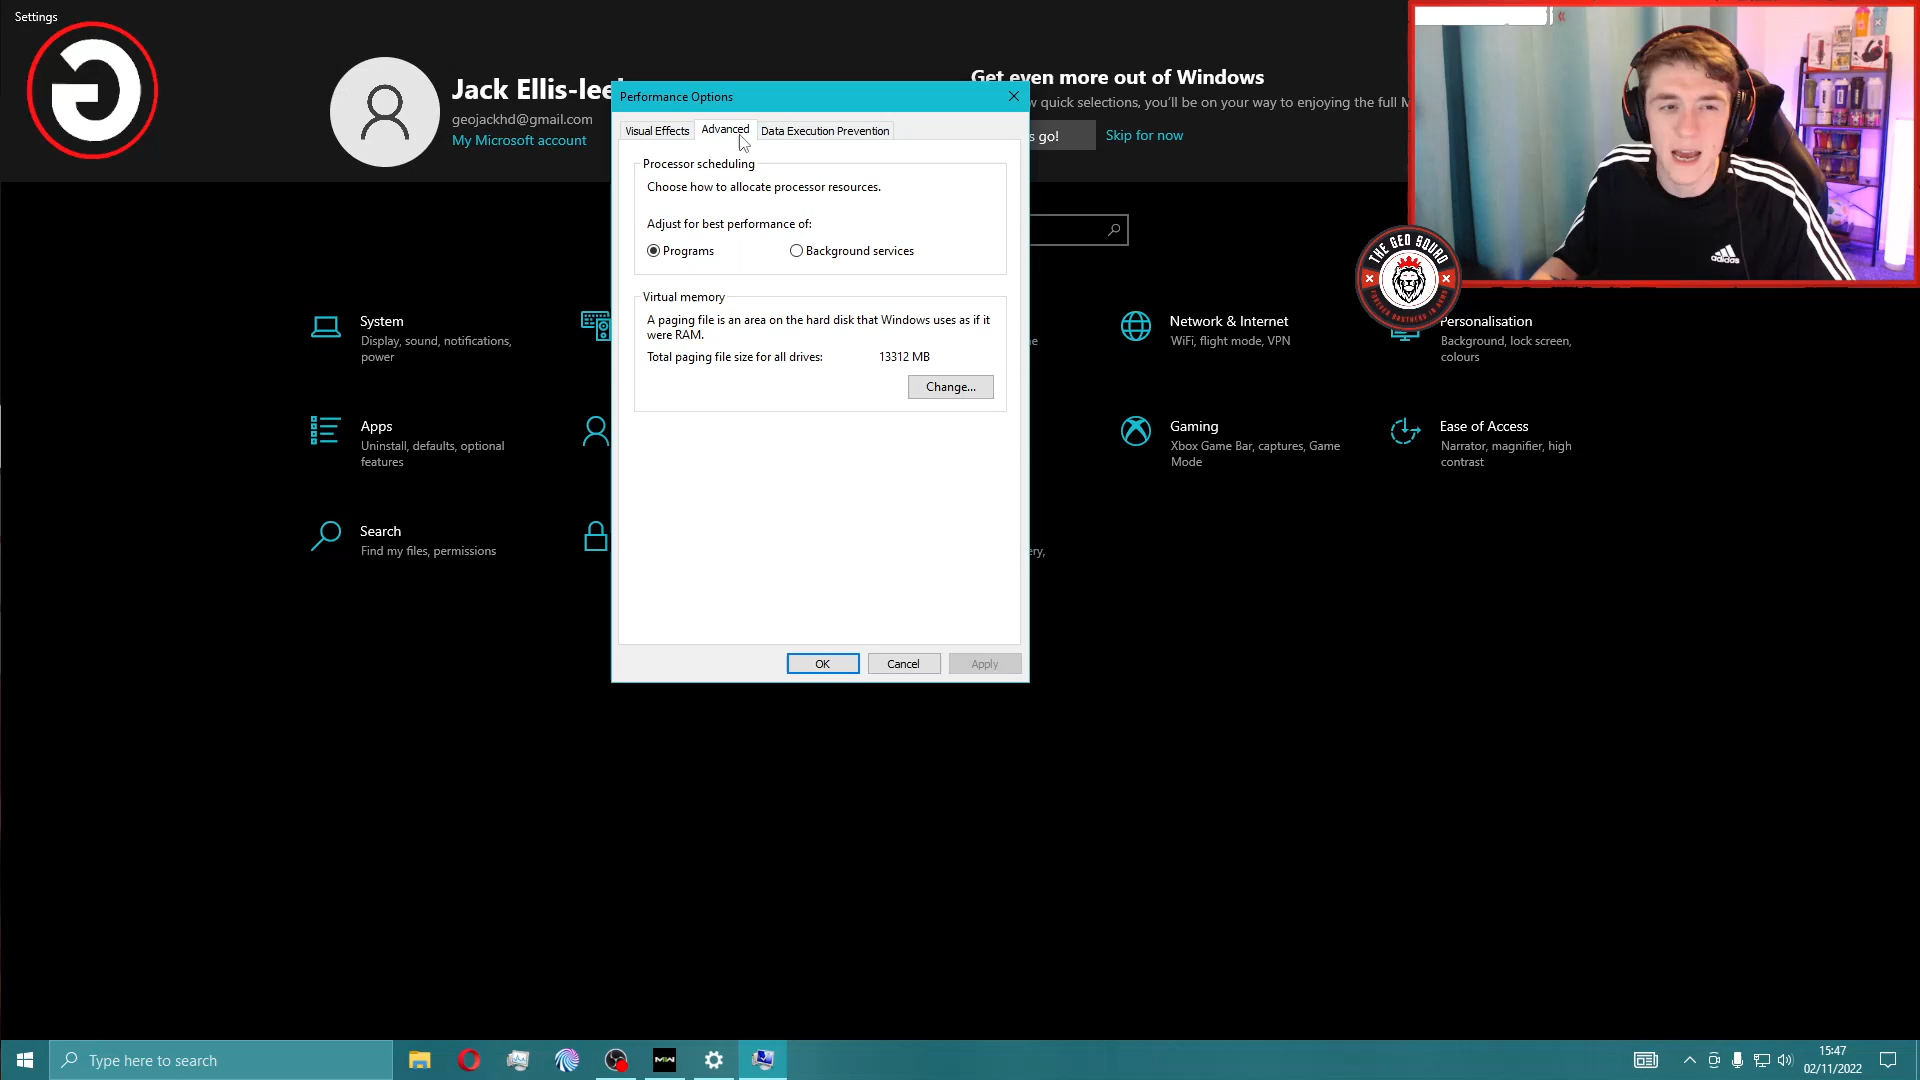 Settings
Jack Ellis-lee
geojackhd@gmail.com
My Microsoft account
Get even more out of Windows
quick selections, you'll be on your way to enjoying the full
go!
Skip for now
Performance Options
Visual Effects
Advanced
Data Execution Prevention
Processor scheduling
Choose how to allocate processor resources.
Adjust for best performance of:
Programs
Background services
Virtual memory
A paging file is an area on the hard disk that Windows uses as if it
were RAM.
Total paging file size for all drives:
13312 MB
Change...
OK
Cancel
Apply
System
Display, sound, notifications,
power
Network & Internet
WiFi, flight mode, VPN
Personalisation
Background, lock screen,
colours
Apps
Uninstall, defaults, optional
features
Gaming
Xbox Game Bar, captures, Game
Mode
Ease of Access
Narrator, magnifier, high
contrast
Search
Find my files, permissions
THE GEO SQUAD
adidas
Type here to search
MW
15:47
02/11/2022